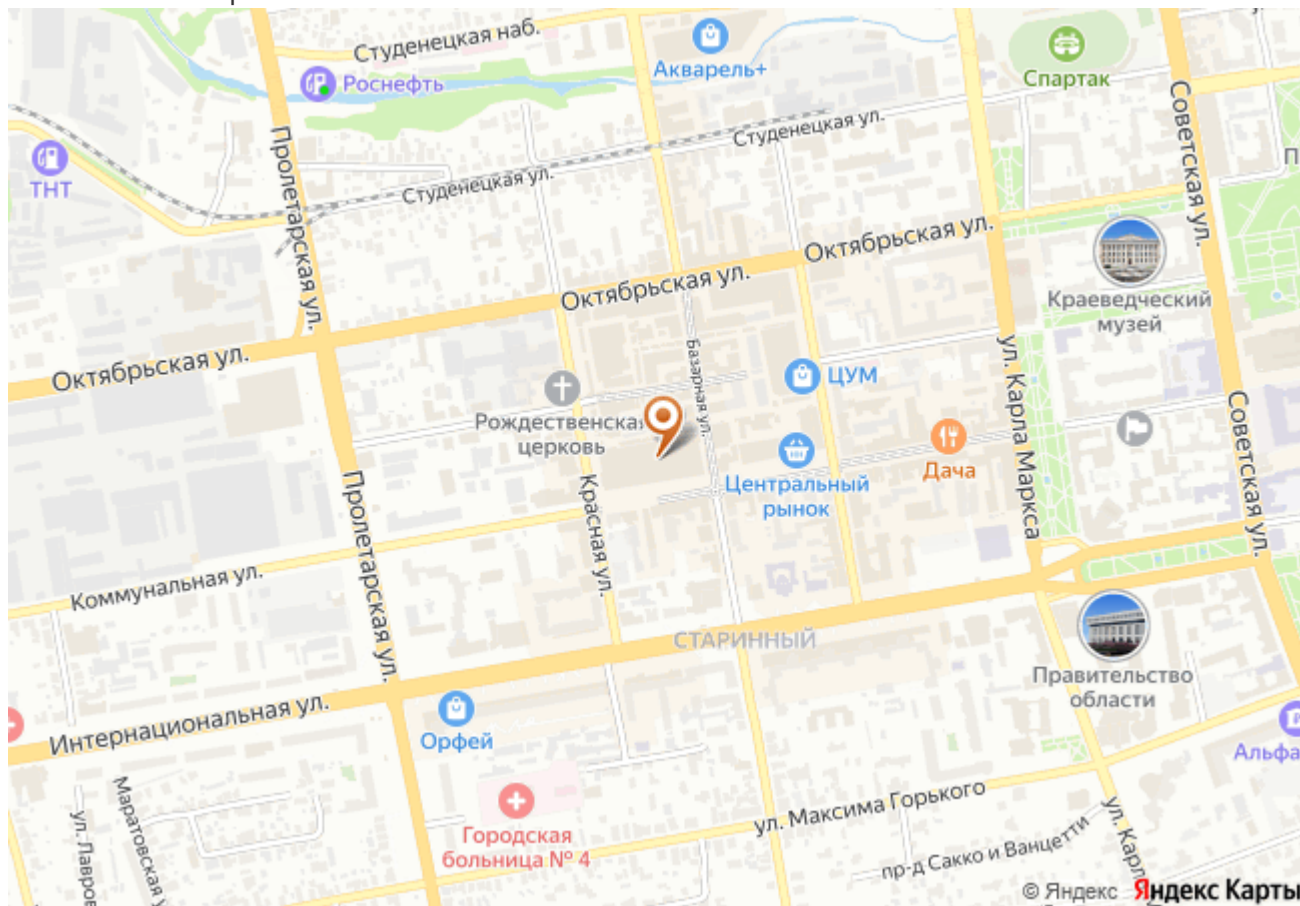 Студенецкая наб.
Акварель+
Спартак
Роснефть
Студенецкая ул.
Советская ул.
ТНТ
Пролетарская ул.
Студенецкая ул.
Октябрьская ул.
Краеведческий
музей
Октябрьская ул.
Октябрьская ул.
Базарная ул.
ул. Карла Маркса
ЦУМ
Рождественская
церковь
Советская ул.
Дача
Центральный
рынок
Пролетарская ул.
Красная ул.
Коммунальная ул.
СТАРИННЫЙ
Правительство
области
Интернациональная ул.
Орфей
Альфа
Маратовская у
ул. Лавров
ул. Максима Горького
Городская
больница № 4
пр-д Сакко и Ванцетти
ул. Карл
© Яндекс Яндекс Карты